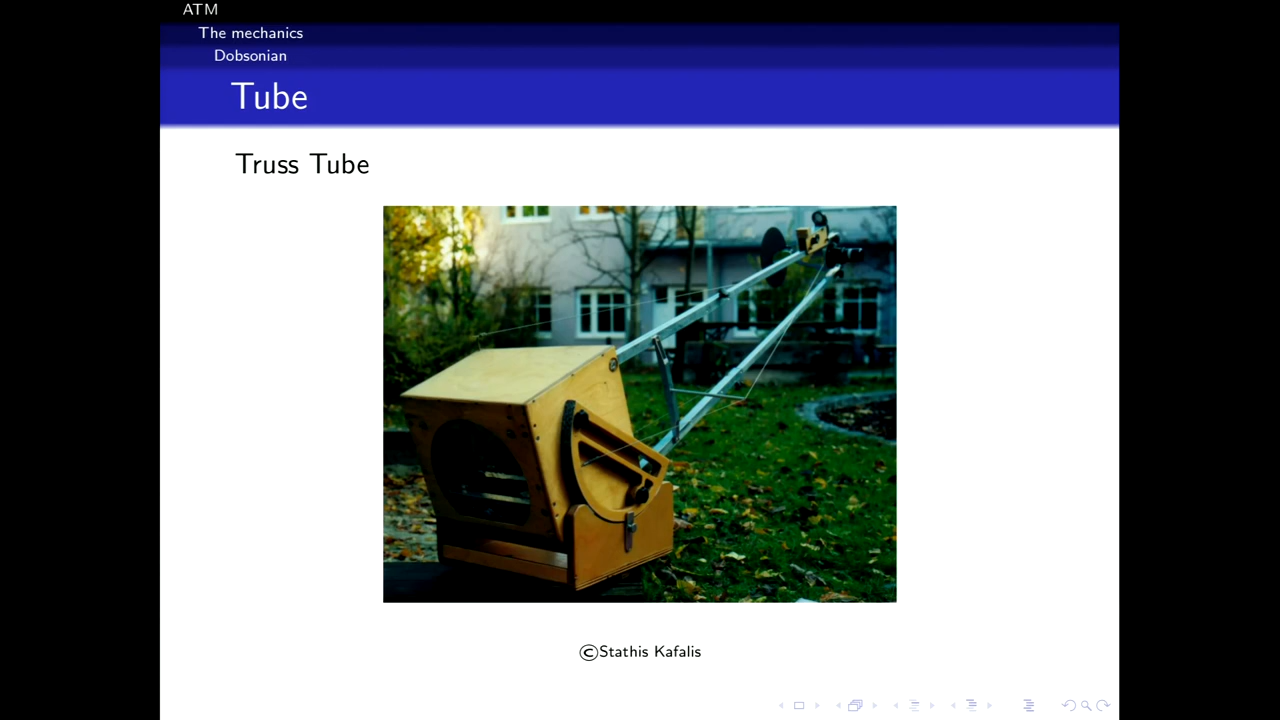 ATM
The mechanics
Dobsonian
Tube
Truss Tube
©Stathis Kafalis